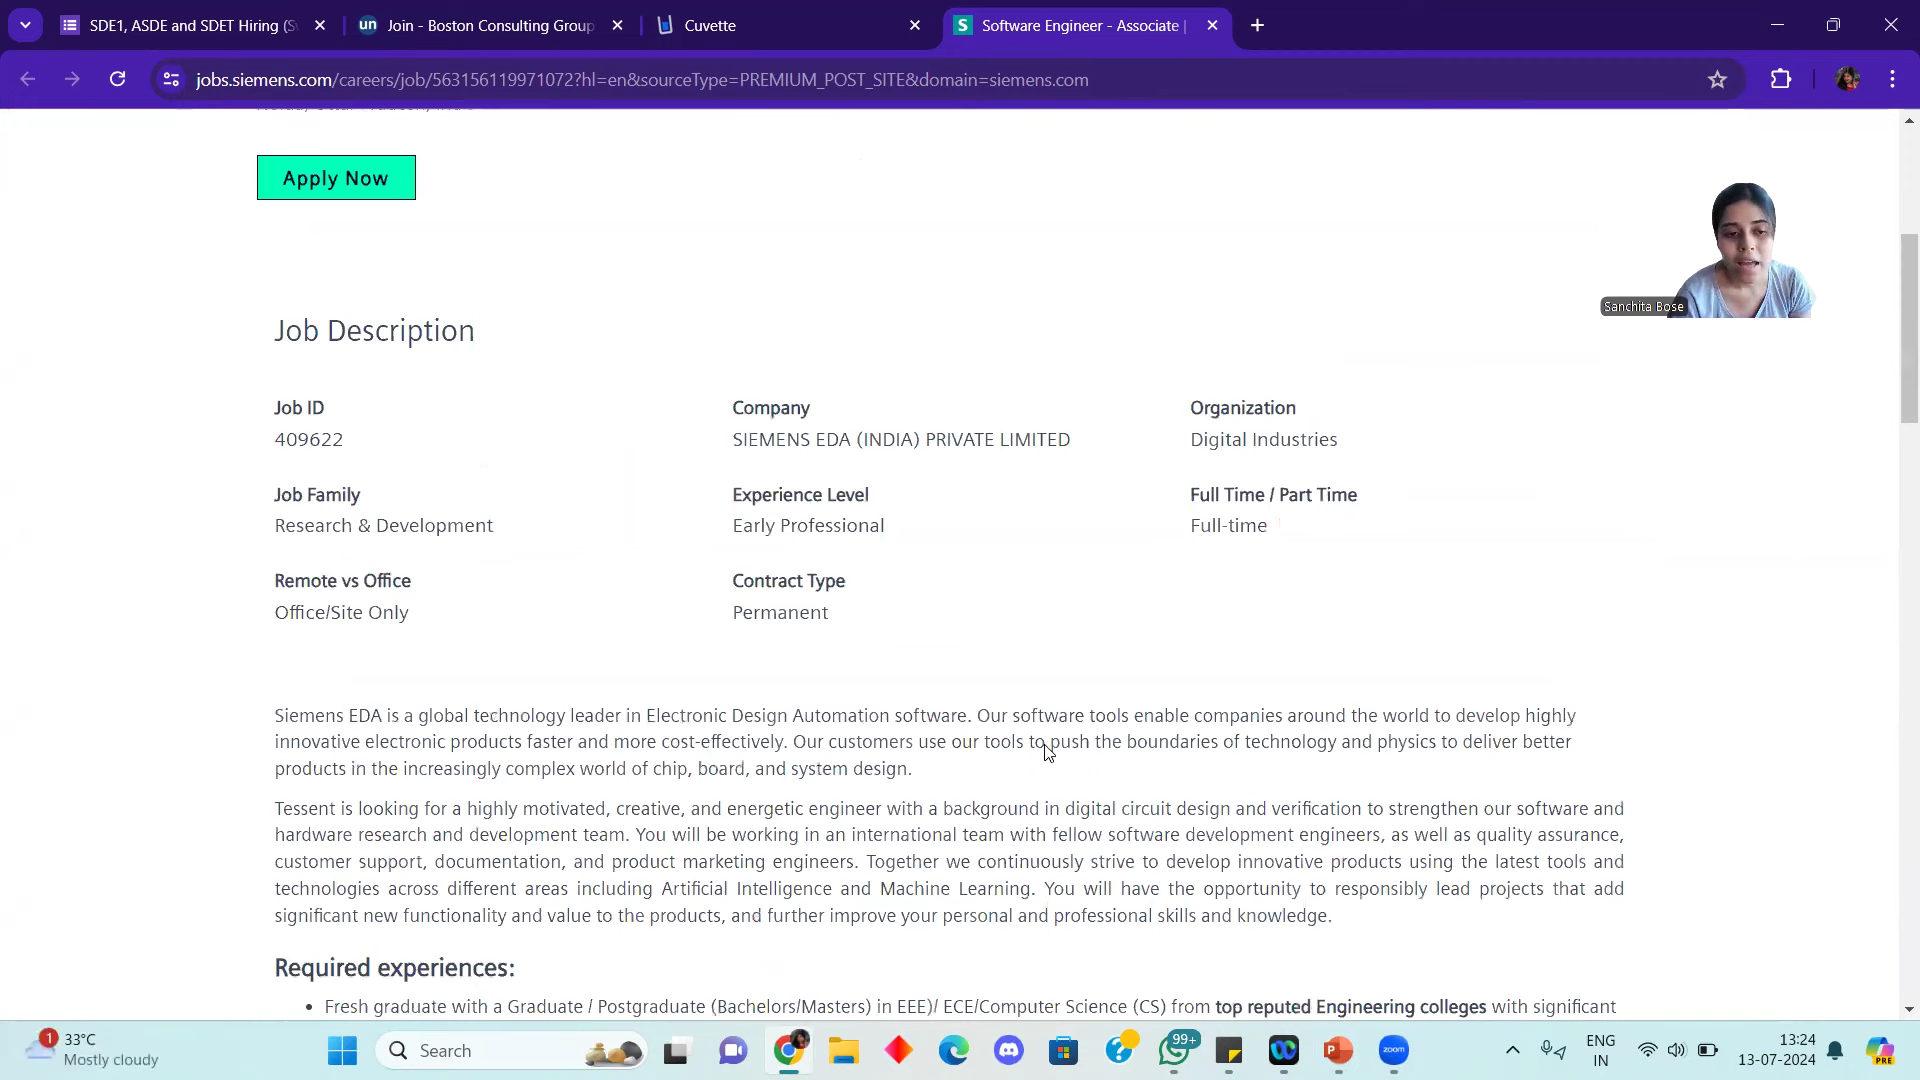 SDE1, ASDE and SDET Hiring (S
un Join - Boston Consulting Group
Cuvette
S Software Engineer - Associate |
jobs.siemens.com/careers/job/563156119971072?hl=en&sourceType=PREMIUM_POST_SITE&domain=siemens.com
Apply Now
Sanchita Bose
Job Description
Job ID
Company
Organization
409622
SIEMENS EDA (INDIA) PRIVATE LIMITED
Digital Industries
Job Family
Experience Level
Full Time / Part Time
Research & Development
Early Professional
Full-time
Remote vs Office
Contract Type
Office/Site Only
Permanent
Siemens EDA is a global technology leader in Electronic Design Automation software. Our software tools enable companies around the world to develop highly
innovative electronic products faster and more cost-effectively. Our customers use our tools to push the boundaries of technology and physics to deliver better
products in the increasingly complex world of chip, board, and system design.
Tessent is looking for a highly motivated, creative, and energetic engineer with a background in digital circuit design and verification to strengthen our software and
hardware research and development team. You will be working in an international team with fellow software development engineers, as well as quality assurance,
customer support, documentation, and product marketing engineers. Together we continuously strive to develop innovative products using the latest tools and
technologies across different areas including Artificial Intelligence and Machine Learning. You will have the opportunity to responsibly lead projects that add
significant new functionality and value to the products, and further improve your personal and professional skills and knowledge.
Required experiences:
• Fresh graduate with a Graduate / Postgraduate (Bachelors/Masters) in EEE)/ ECE/Computer Science (CS) from top reputed Engineering colleges with significant
1
33°C
Mostly cloudy
Search
99+
zoom
ENG
IN
13:24
13-07-2024
PRE